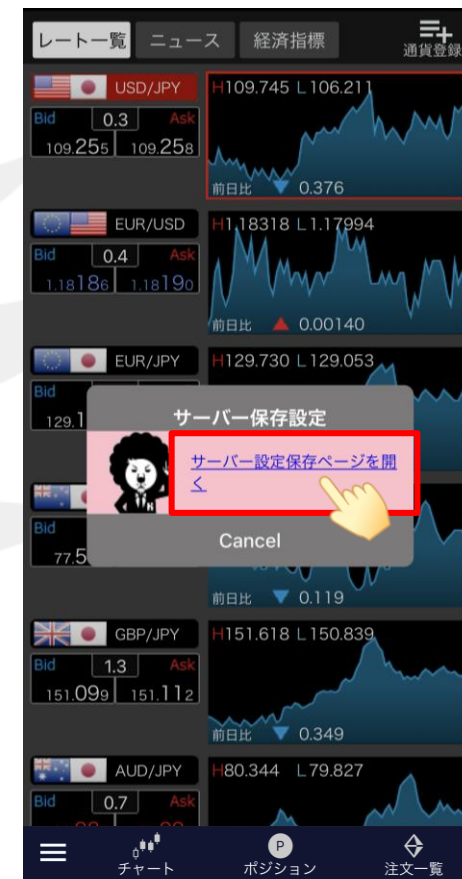 レート一覧 ニュース 経済指標 通貨登録
USD/JPY H109.745 L106.211
Bid 0.3 Ask
109.255 109.258
前日比 ▼ 0.376
EUR/USD H1.18318 L1.17994
Bid 0.4 Ask
1.18186 1.18190
前日比 ▲ 0.00140
EUR/JPY H129.730 L129.053
Bid
129.1
サーバー保存設定
サーバー設定保存ページを開
く
Cancel
Bid
77.5
前日比 ▼ 0.119
GBP/JPY H151.618 L150.839
Bid 1.3 Ask
151.099 151.112
前日比 ▼ 0.349
AUD/JPY H80.344 L79.827
Bid 0.7 Ask
チャート P ポジション 注文一覧